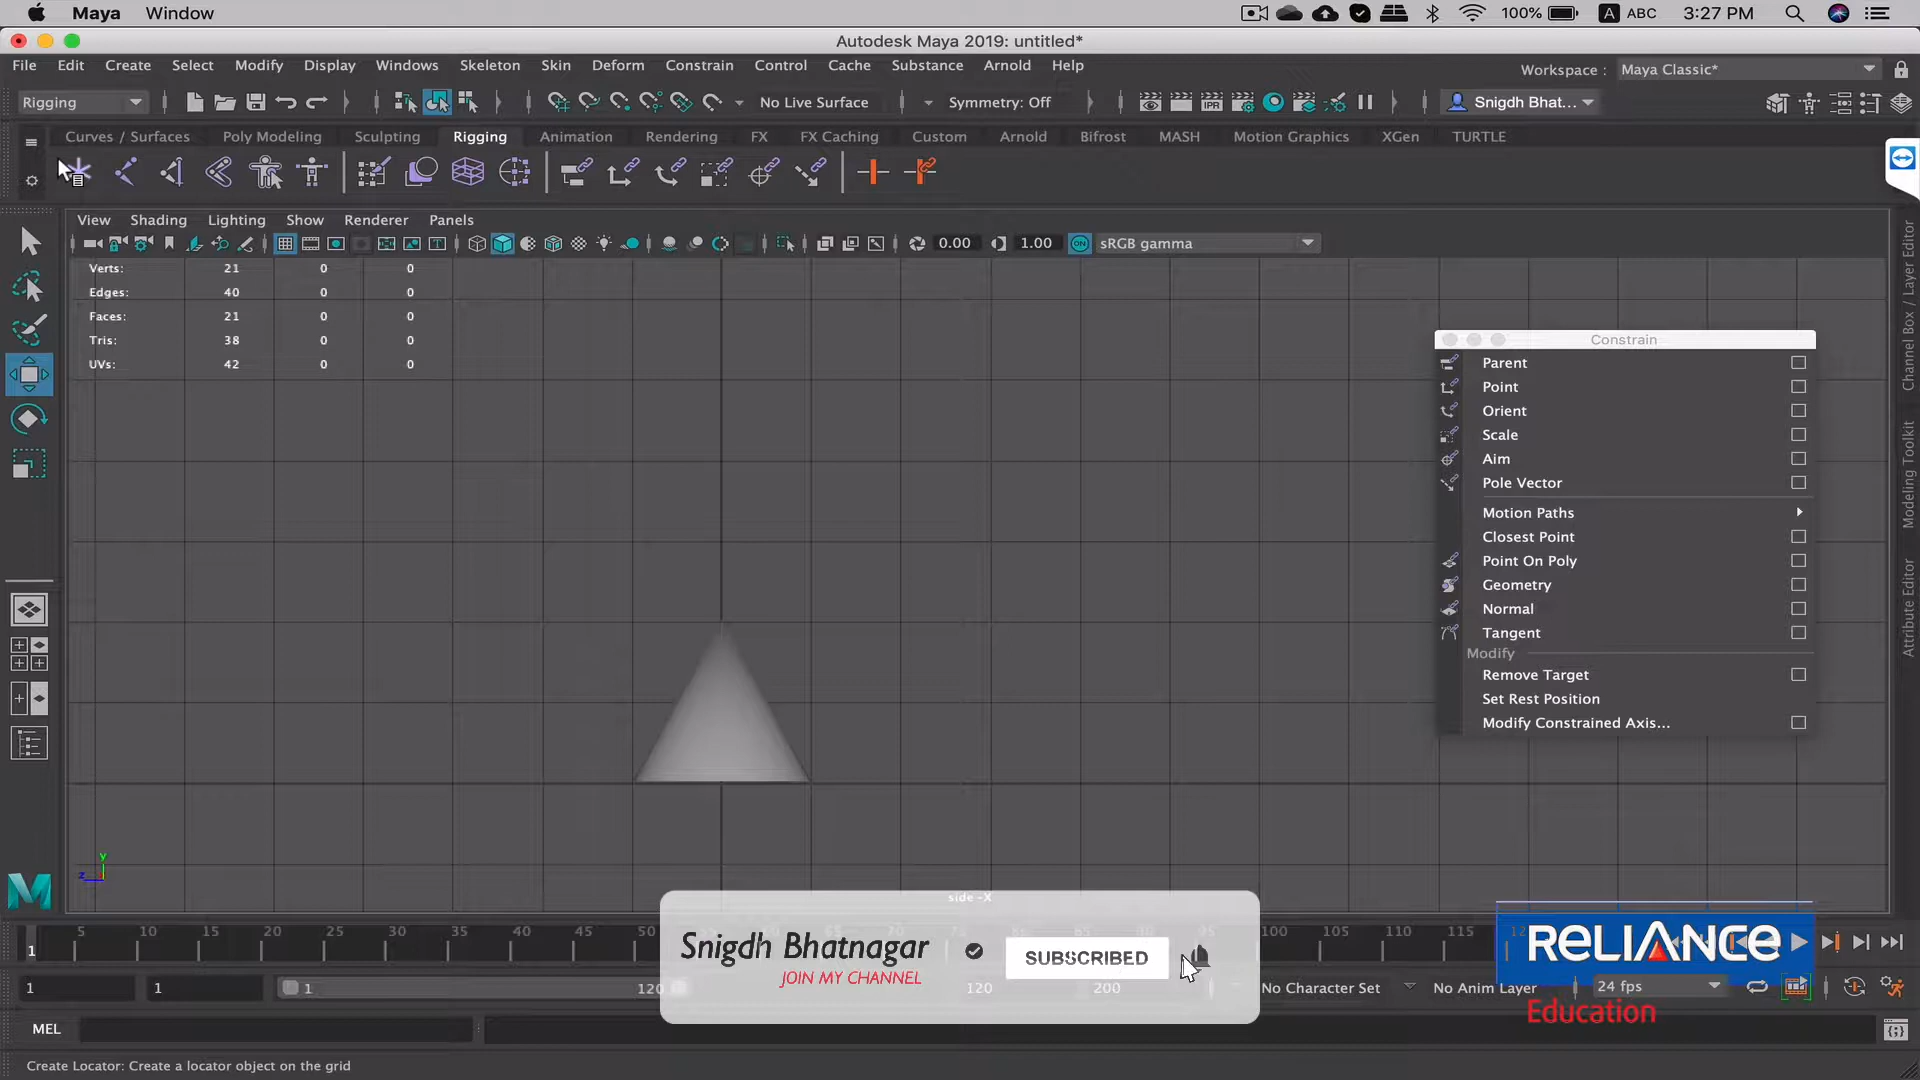 Maya Window 100% A ABC 3:27 PM
Autodesk Maya 2019: untitled*
File Edit Create Select Modify Display Windows Skeleton Skin Deform Constrain Control Cache Substance Arnold Help Workspace : Maya Classic*
Rigging No Live Surface Symmetry: Off IPR Snigdh Bhat...
Curves / Surfaces Poly Modeling Sculpting Rigging Animation Rendering FX FX Caching Custom Arnold Bifrost MASH Motion Graphics XGen TURTLE
View Shading Lighting Show Renderer Panels
0.00 1.00 ON sRGB gamma
Verts: 21 0 0
Edges: 40 0 0
Faces: 21 0 0
Tris: 38 0 0
UVs: 42 0 0
Constrain
Parent
Point
Orient
Scale
Aim
Pole Vector
Motion Paths
Closest Point
Point On Poly
Geometry
Normal
Tangent
Modify
Remove Target
Set Rest Position
Modify Constrained Axis...
Channel Box / Layer Editor
Modeling Toolkit
Attribute Editor
y
z
side -X
1 5 10 15 20 25 30 35 40 45 50 65 70 95 100 105 110 115
Snigdh Bhatnagar
JOIN MY CHANNEL
SUBSCRIBED
RELIANCE
Education
1 1 1 120 120 200 No Character Set No Anim Layer 24 fps
MEL
Create Locator: Create a locator object on the grid